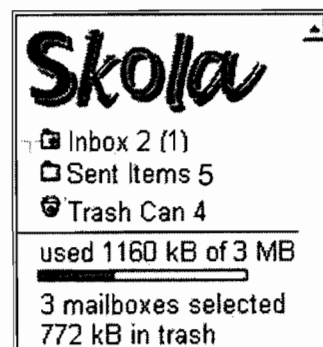 Skola
Inbox 2 (1)
Sent Items 5
Trash Can 4
used 1160 kB of 3 MB
3 mailboxes selected
772 kB in trash